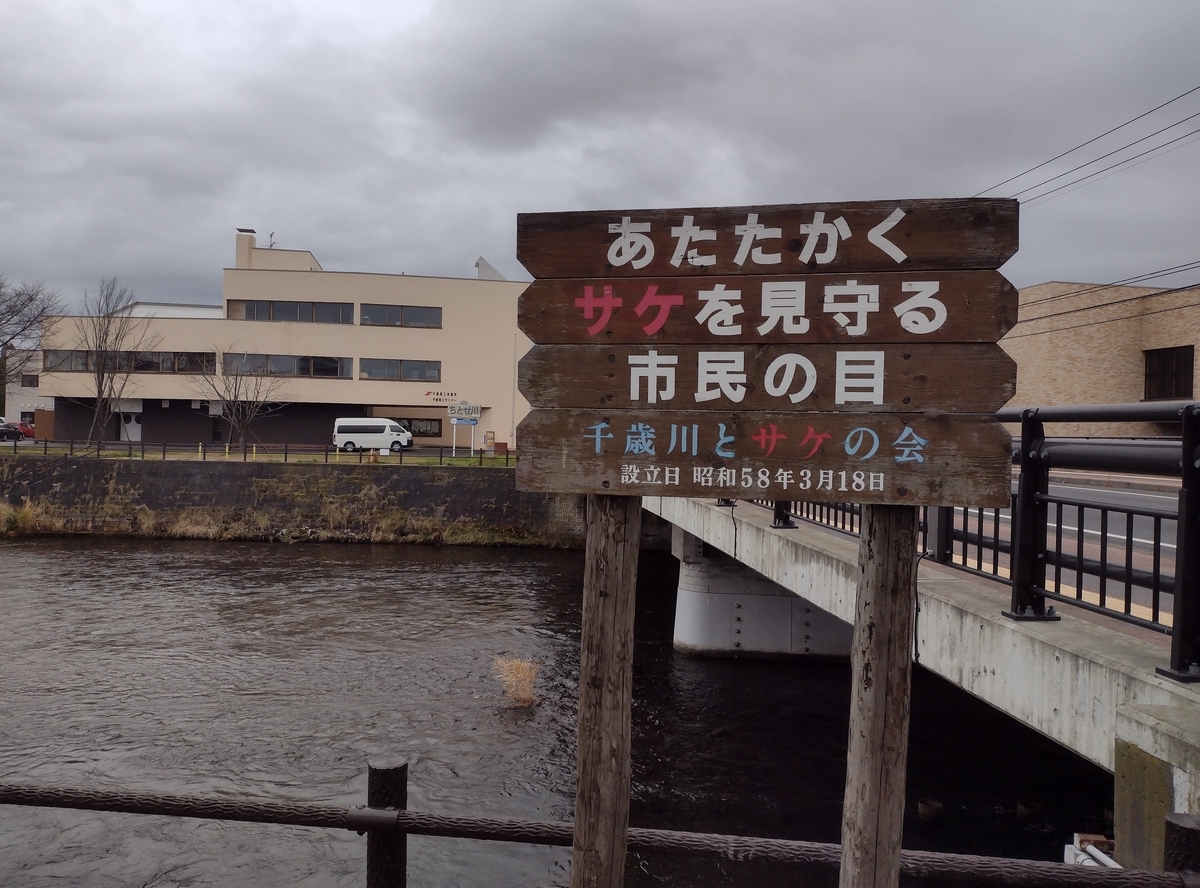 あたたかく
サケを見守る
市民の目
千歳川とサケの会
設立日 昭和58年3月18日
ちとせ川